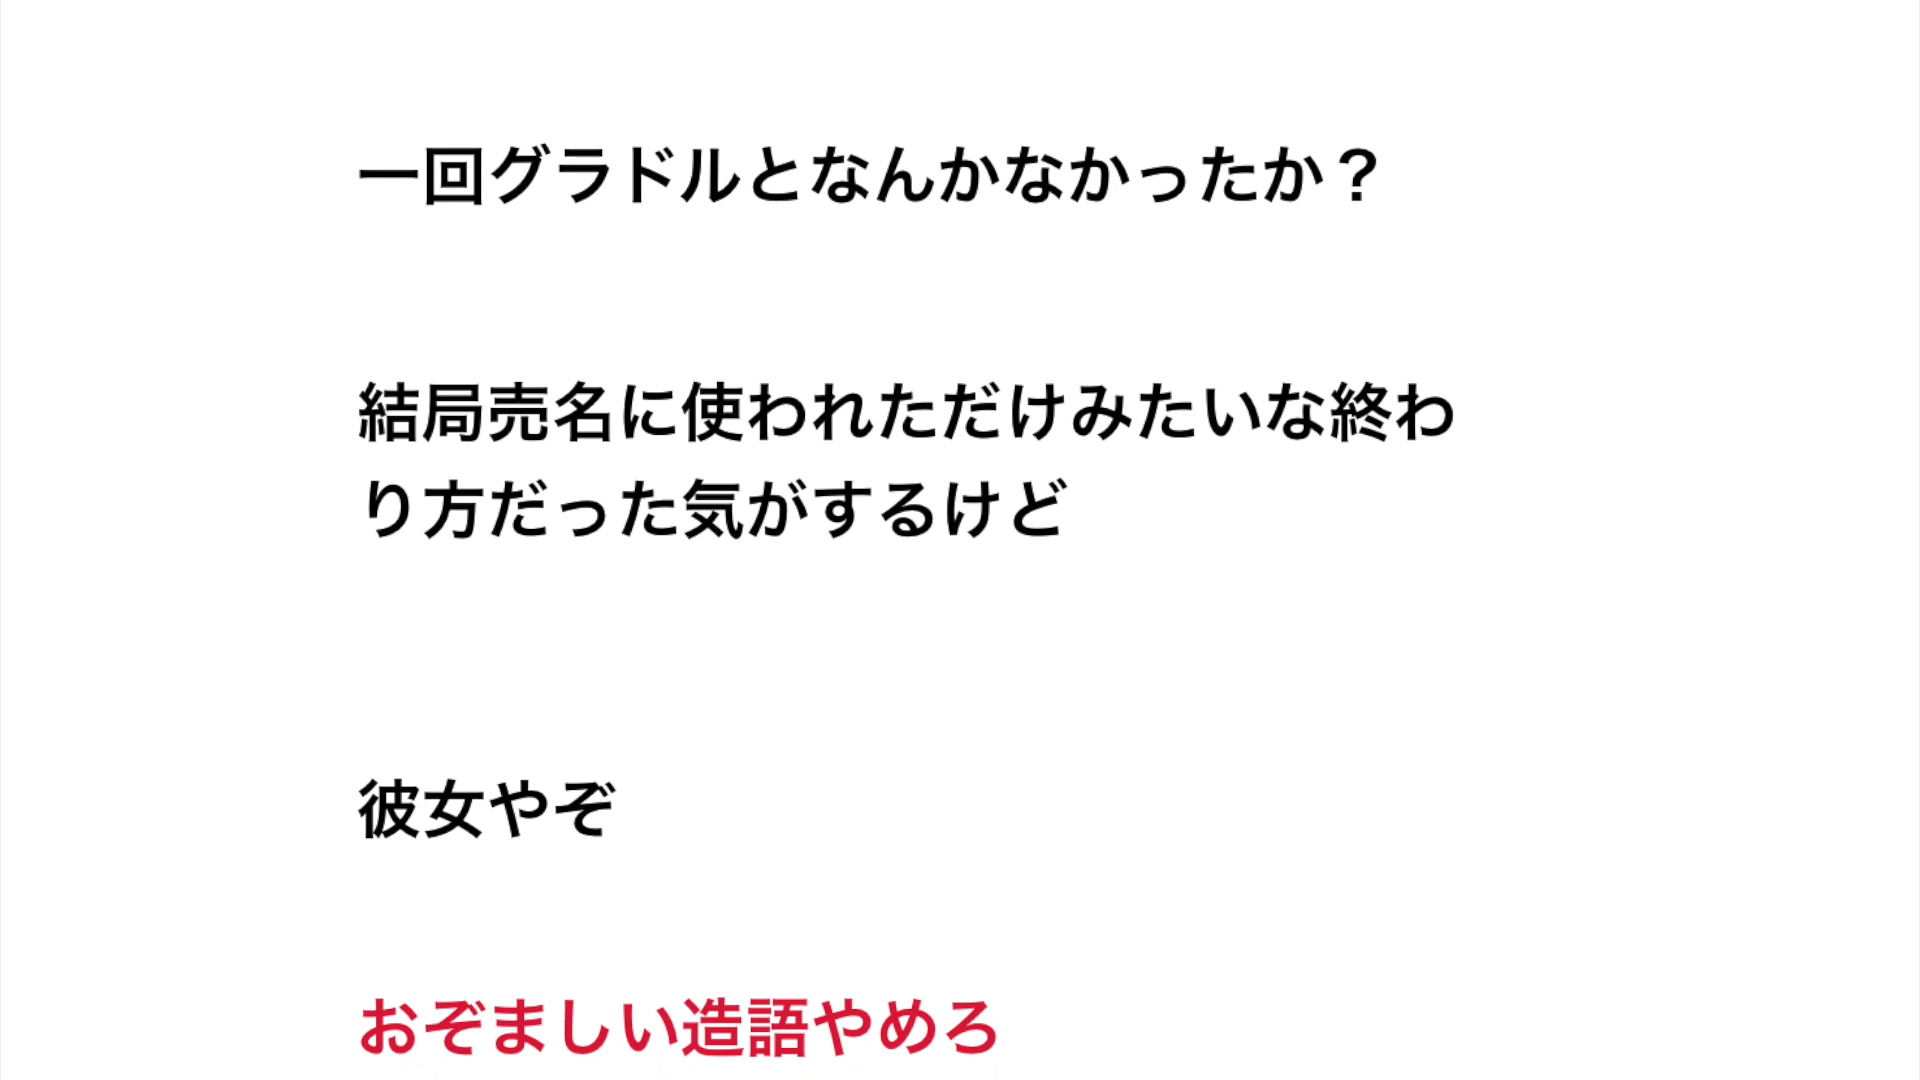 一回グラドルとなんかなかったか？
結局売名に使われただけみたいな終わ
り方だった気がするけど
彼女やぞ
おぞましい造語やめろ